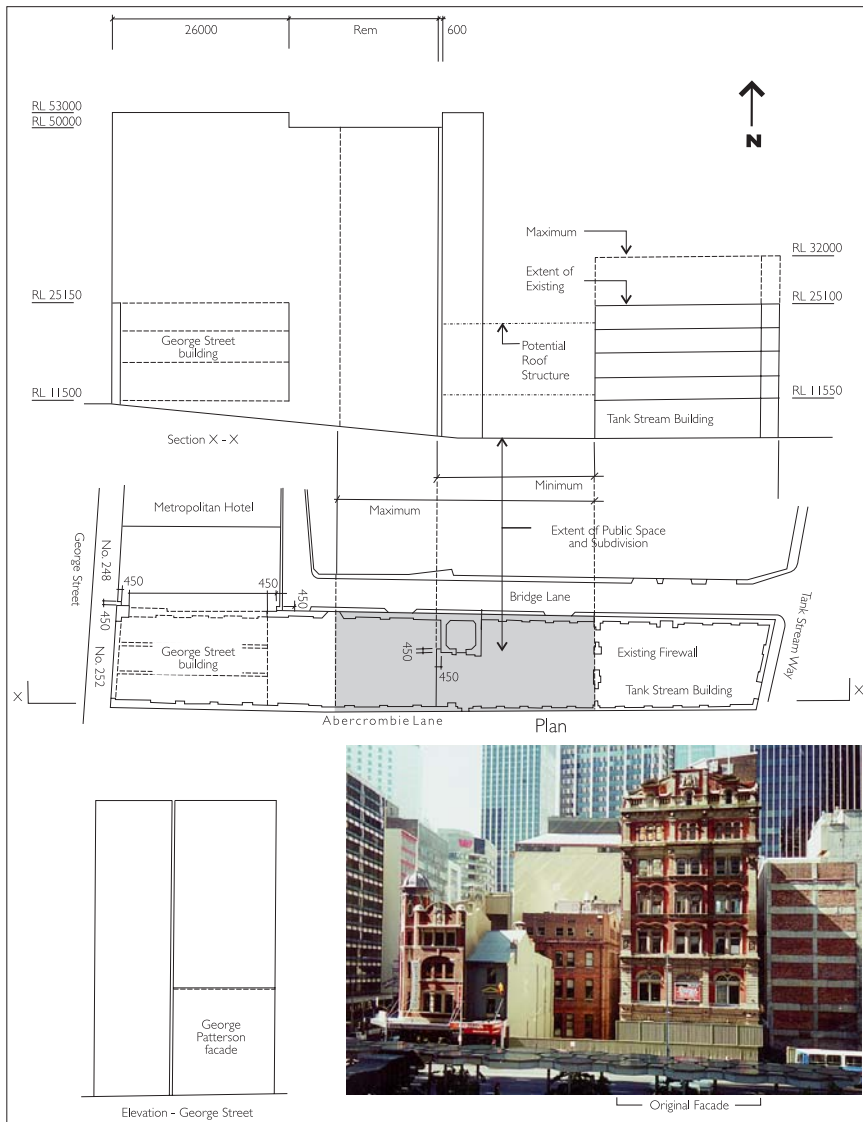 26000
Rem
600
RL 53000
RL 50000
N
Maximum
RL 32000
Extent of
Existing
RL 25150
RL 25100
George Street
building
Potential
Roof
Structure
RL 11500
RL 11550
Tank Stream Building
Section X - X
Minimum
Metropolitan Hotel
Maximum
Extent of Public Space
and Subdivision
George Street
No. 248
450
450
450
Bridge Lane
450
Tank Stream Way
No. 252
George Street
building
450
450
Existing Firewall
Tank Stream Building
X
X
Abercrombie Lane
Plan
George
Patterson
facade
Elevation - George Street
Original Facade